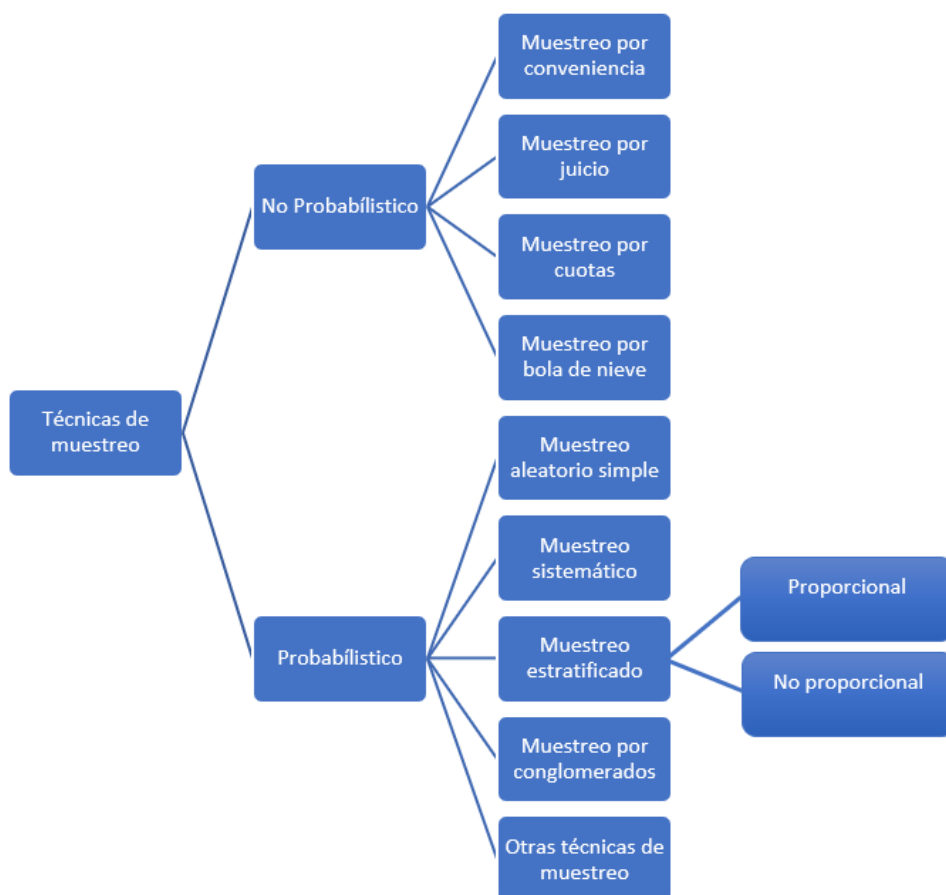 Muestreo por
conveniencia
Muestreo por
juicio
No Probabílistico
Muestreo por
cuotas
Muestreo por
bola de nieve
Técnicas de
muestreo
Muestreo
aleatorio simple
Muestreo
sistemático
Proporcional
Probabílistico
Muestreo
estratificado
No proporcional
Muestreo por
conglomerados
Otras técnicas de
muestreo